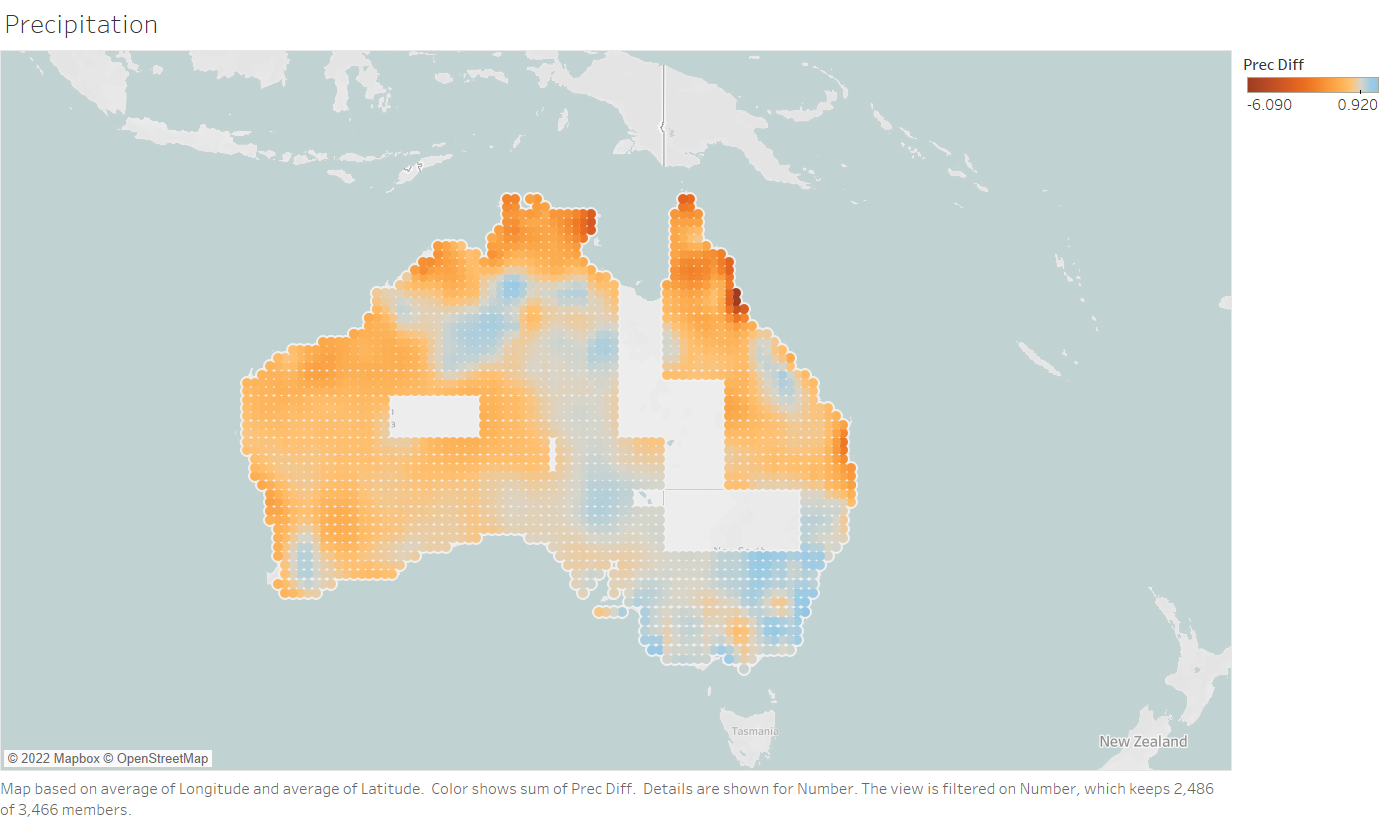 Precipitation
Prec Diff
-6.090 0.920
Tasmania
New Zealand
© 2022 Mapbox © OpenStreetMap
Map based on average of Longitude and average of Latitude.  Color shows sum of Prec Diff.  Details are shown for Number. The view is filtered on Number, which keeps 2,486
of 3,466 members.